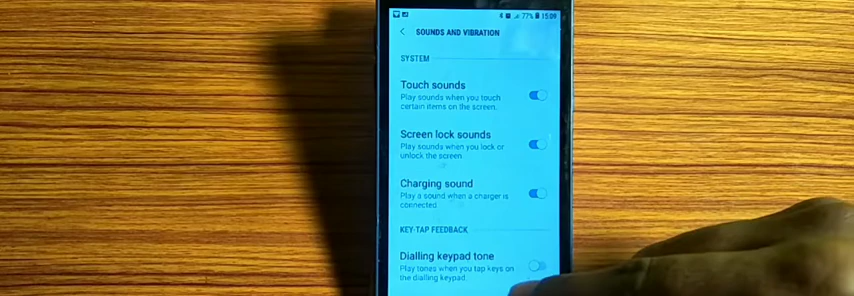 77% 15:09
SOUNDS AND VIBRATION
SYSTEM
Touch sounds
Play sounds when you touch
certain items on the screen.
Screen lock sounds
Play sounds when you lock or
unlock the screen.
Charging sound
Play a sound when a charger is
connected.
KEY-TAP FEEDBACK
Dialling keypad tone
Play tones when you tap keys on
the dialling keypad.